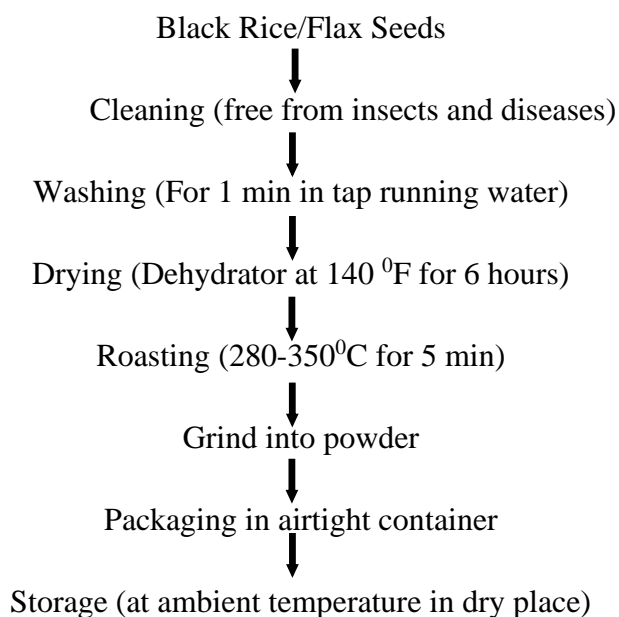 Black Rice/Flax Seeds
Cleaning (free from insects and diseases)
Washing (For 1 min in tap running water)
Drying (Dehydrator at 140 ⁰F for 6 hours)
Roasting (280-350⁰C for 5 min)
Grind into powder
Packaging in airtight container
Storage (at ambient temperature in dry place)